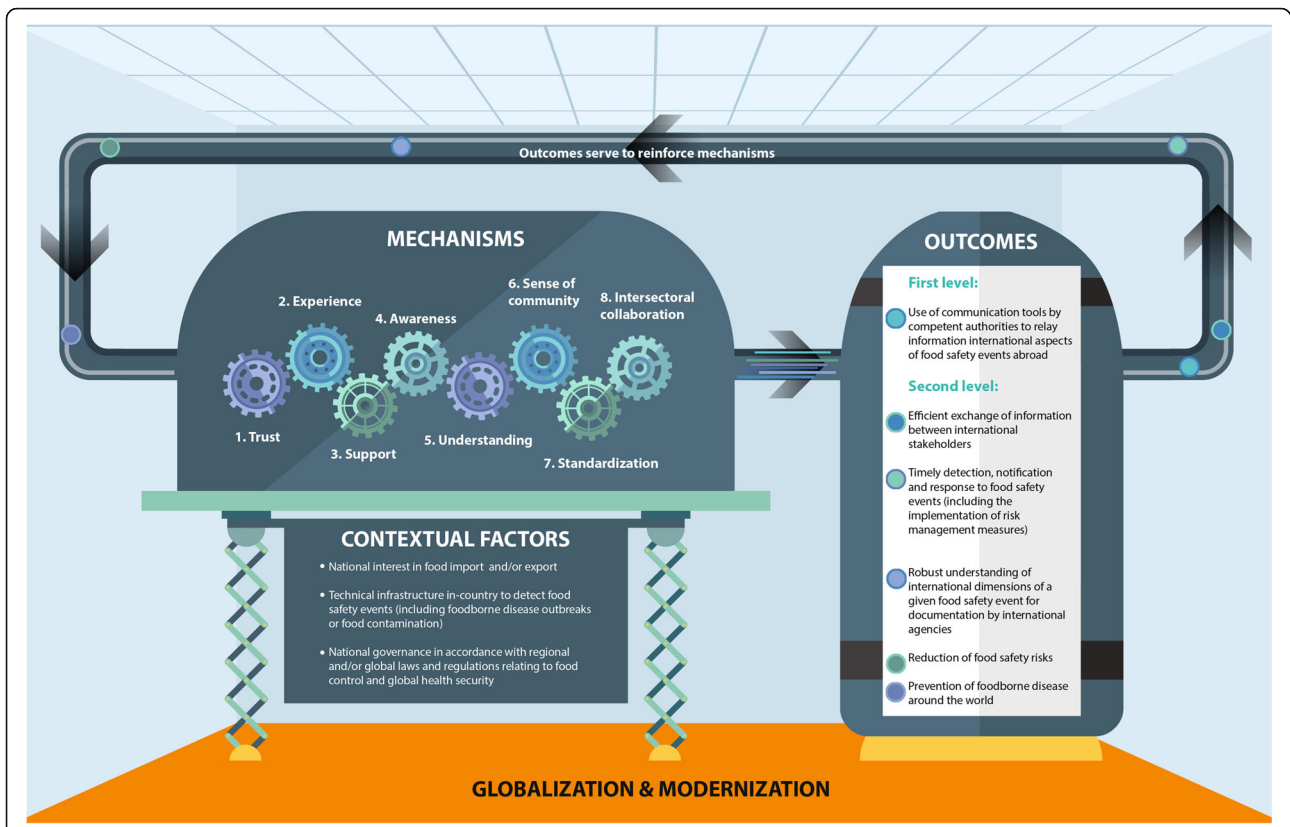 Outcomes serve to reinforce mechanisms
MECHANISMS
1. Trust
2. Experience
3. Support
4. Awareness
5. Understanding
6. Sense of
community
7. Standardization
8. Intersectoral
collaboration
CONTEXTUAL FACTORS
• National interest in food import and/or export
• Technical infrastructure in-country to detect food
safety events (including foodborne disease outbreaks
or food contamination)
• National governance in accordance with regional
and/or global laws and regulations relating to food
control and global health security
OUTCOMES
First level:
Use of communication tools by
competent authorities to relay
information international aspects
of food safety events abroad
Second level:
Efficient exchange of information
between international
stakeholders
Timely detection, notification
and response to food safety
events (including the
implementation of risk
management measures)
Robust understanding of
international dimensions of a
given food safety event for
documentation by international
agencies
Reduction of food safety risks
Prevention of foodborne disease
around the world
GLOBALIZATION & MODERNIZATION